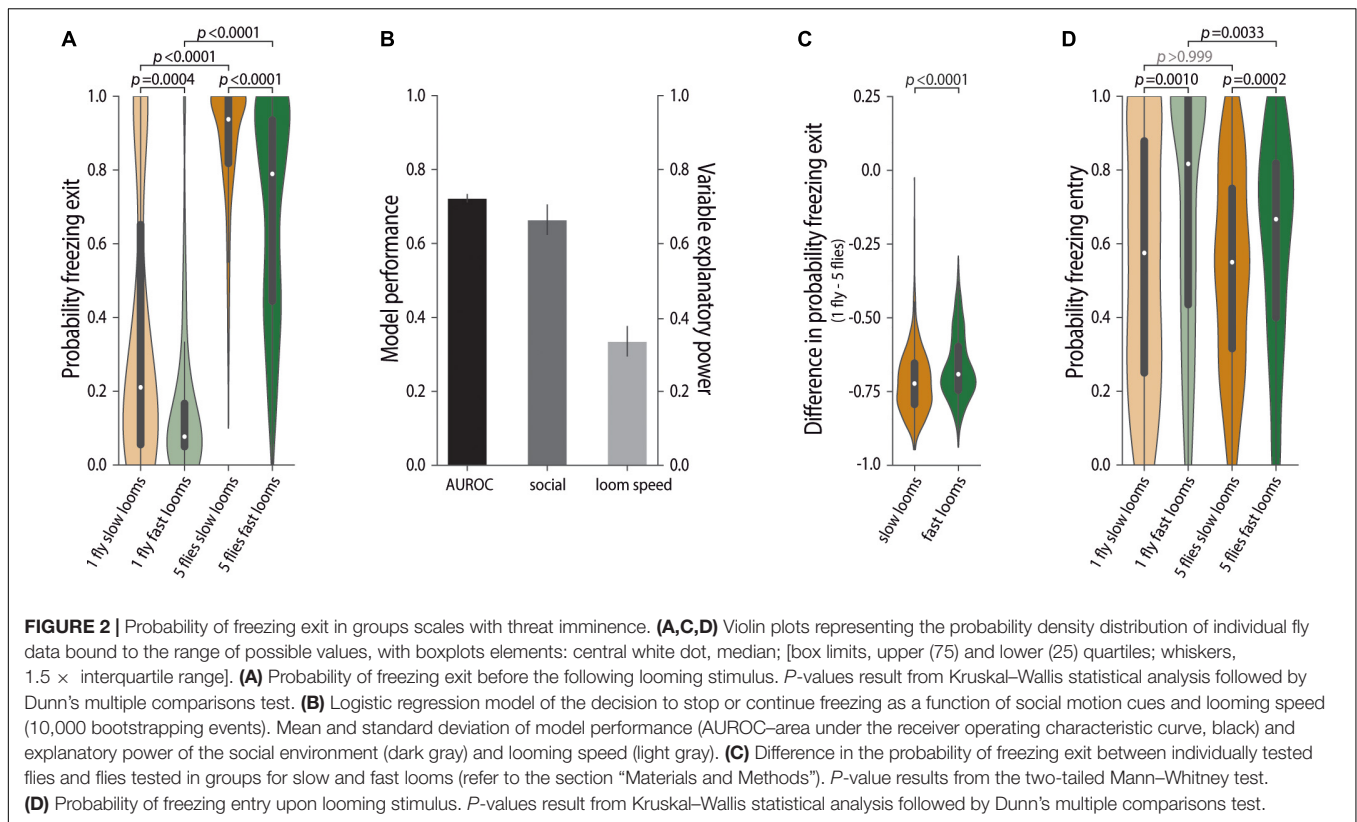 A
p<0.0001
p<0.0001
p=0.0004 p<0.0001
Probability freezing exit
1.0
0.8
0.6
0.4
0.2
0.0
1 fly slow looms
1 fly fast looms
5 flies slow looms
5 flies fast looms
B
Model performance
1.0
0.8
0.6
0.4
0.2
0.0
AUROC
social
loom speed
1.0
0.8
0.6
0.4
0.2
0.0
Variable explanatory power
C
p<0.0001
Difference in probability freezing exit
(1 fly - 5 flies)
0.25
0.0
-0.25
-0.50
-0.75
-1.0
slow looms
fast looms
D
p=0.0033
p>0.999
p=0.0010 p=0.0002
Probability freezing entry
1.0
0.8
0.6
0.4
0.2
0.0
1 fly slow looms
1 fly fast looms
5 flies slow looms
5 flies fast looms
FIGURE 2 | Probability of freezing exit in groups scales with threat imminence. (A,C,D) Violin plots representing the probability density distribution of individual fly
data bound to the range of possible values, with boxplots elements: central white dot, median; [box limits, upper (75) and lower (25) quartiles; whiskers,
1.5 × interquartile range]. (A) Probability of freezing exit before the following looming stimulus. P-values result from Kruskal–Wallis statistical analysis followed by
Dunn's multiple comparisons test. (B) Logistic regression model of the decision to stop or continue freezing as a function of social motion cues and looming speed
(10,000 bootstrapping events). Mean and standard deviation of model performance (AUROC–area under the receiver operating characteristic curve, black) and
explanatory power of the social environment (dark gray) and looming speed (light gray). (C) Difference in the probability of freezing exit between individually tested
flies and flies tested in groups for slow and fast looms (refer to the section "Materials and Methods"). P-value results from the two-tailed Mann–Whitney test.
(D) Probability of freezing entry upon looming stimulus. P-values result from Kruskal–Wallis statistical analysis followed by Dunn's multiple comparisons test.